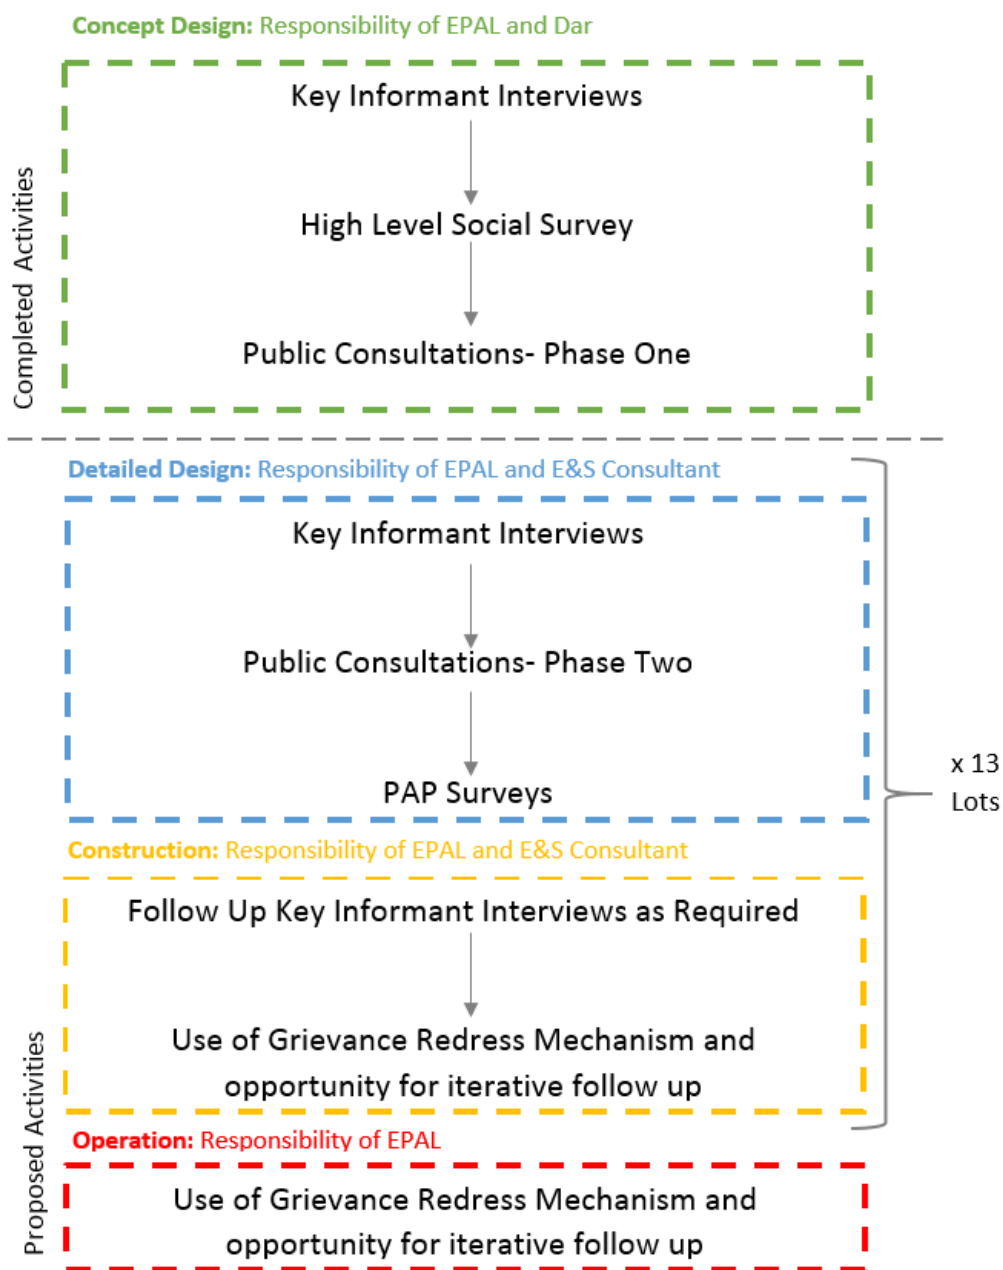 Concept Design: Responsibility of EPAL and Dar
Completed Activities
Key Informant Interviews
High Level Social Survey
Public Consultations- Phase One
Detailed Design: Responsibility of EPAL and E&S Consultant
Key Informant Interviews
Public Consultations- Phase Two
PAP Surveys
x 13
Lots
Construction: Responsibility of EPAL and E&S Consultant
Follow Up Key Informant Interviews as Required
Use of Grievance Redress Mechanism and
opportunity for iterative follow up
Proposed Activities
Operation: Responsibility of EPAL
Use of Grievance Redress Mechanism and
opportunity for iterative follow up